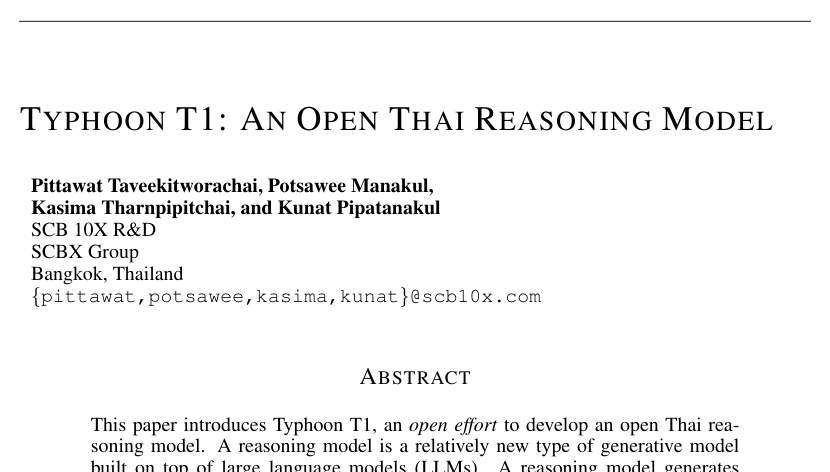 TYPHOON T1: AN OPEN THAI REASONING MODEL
Pittawat Taveekitworachai, Potsawee Manakul,
Kasima Tharnpipitchai, and Kunat Pipatanakul
SCB 10X R&D
SCBX Group
Bangkok, Thailand
{pittawat,potsawee,kasima,kunat}@scb10x.com
ABSTRACT
This paper introduces Typhoon T1, an open effort to develop an open Thai rea-
soning model. A reasoning model is a relatively new type of generative model
built on top of large language models (LLMs). A reasoning model generates